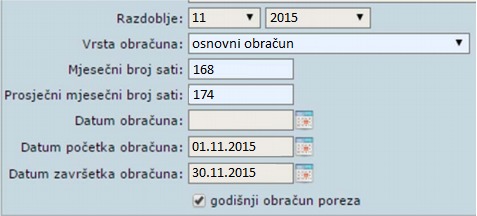 Razdoblje: 11 2015
Vrsta obračuna: osnovni obračun
Mjesečni broj sati: 168
Prosječni mjesečni broj sati: 174
Datum obračuna:
Datum početka obračuna: 01.11.2015
Datum završetka obračuna: 30.11.2015
godišnji obračun poreza